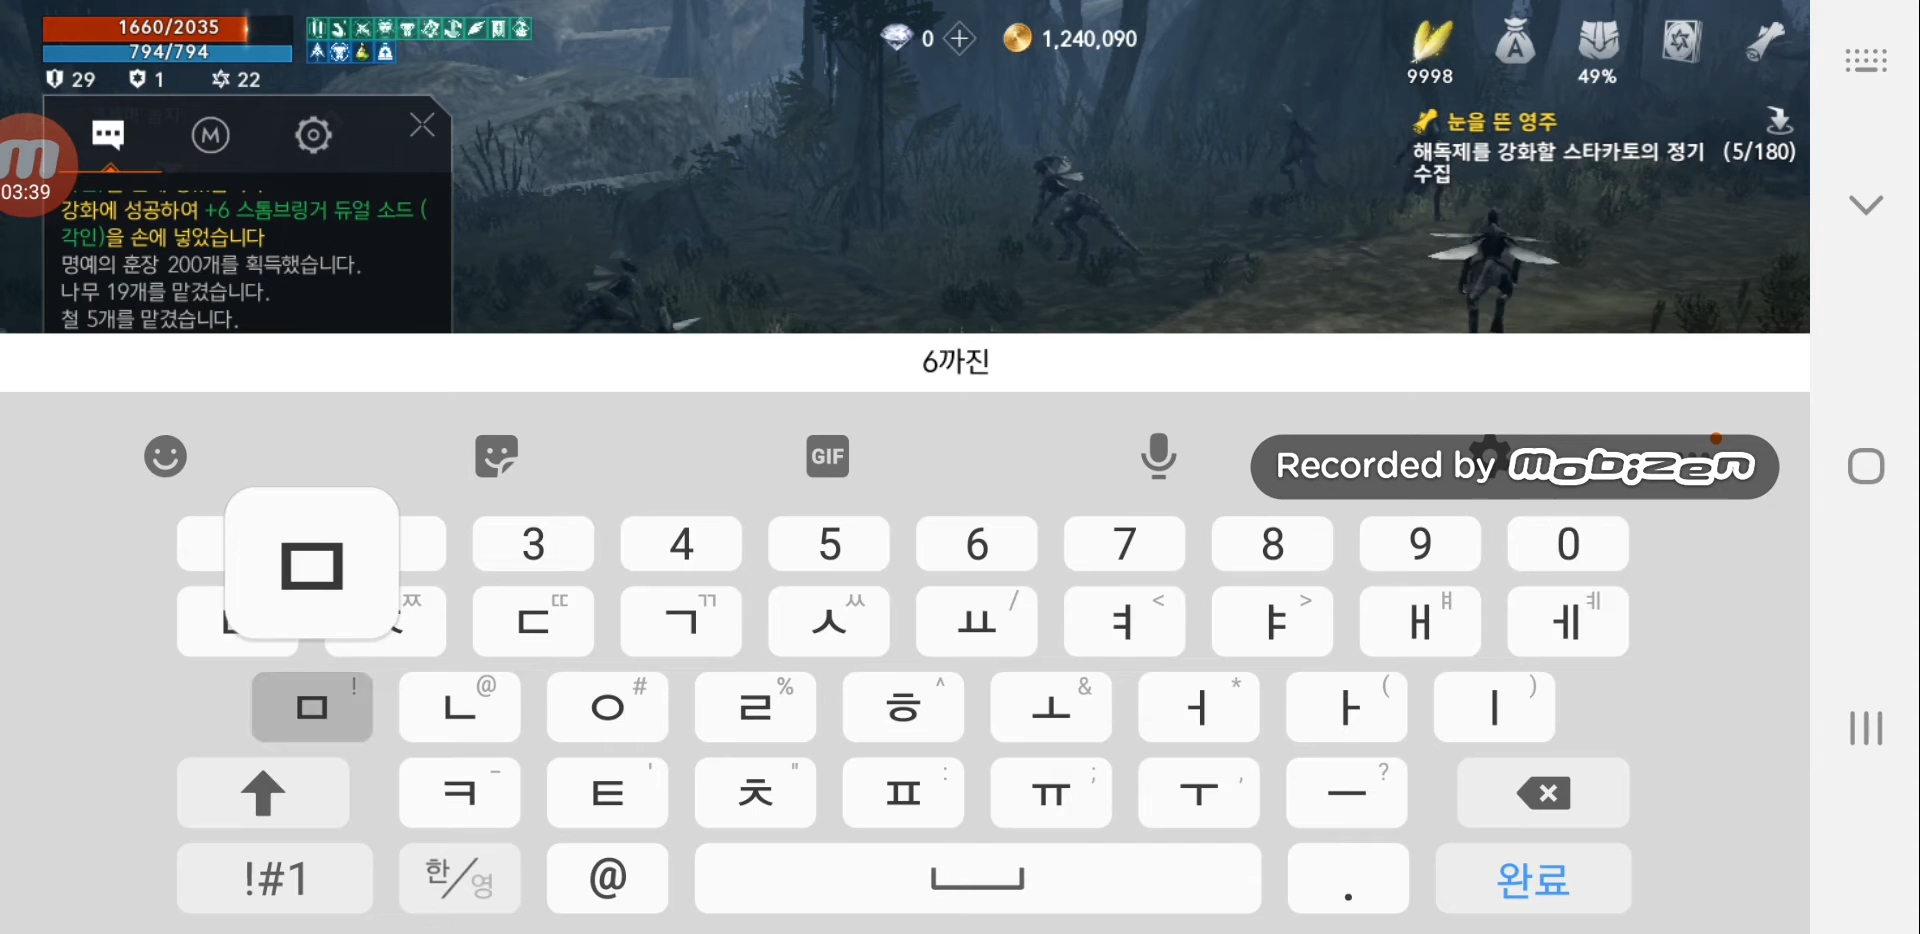 1660/2035
794/794
29 1 22
0 1,240,090
9998
A
49%
눈을 뜬 영주
해독제를 강화할 스타카토의 정기 (5/180)
수집
M
03:39
강화에 성공하여 +6 스톰브링거 듀얼 소드 (
각인)을 손에 넣었습니다
명예의 훈장 200개를 획득했습니다.
나무 19개를 맡겼습니다.
철 5개를 맡겼습니다.
6까진
GIF
Recorded by mobizen
ㅁ
3 4 5 6 7 8 9 0
ㅉ ㄷ ㄸ ㄱ ㄲ ㅅ ㅆ ㅛ / ㅕ < ㅑ > ㅐ ㅒ ㅔ ㅖ
ㅁ ! ㄴ @ ㅇ # ㄹ % ㅎ ^ ㅗ & ㅓ * ㅏ ( ㅣ )
ㅋ - ㅌ ' ㅊ " ㅍ : ㅠ ; ㅜ , ㅡ ?
!#1 한/영 @ . 완료